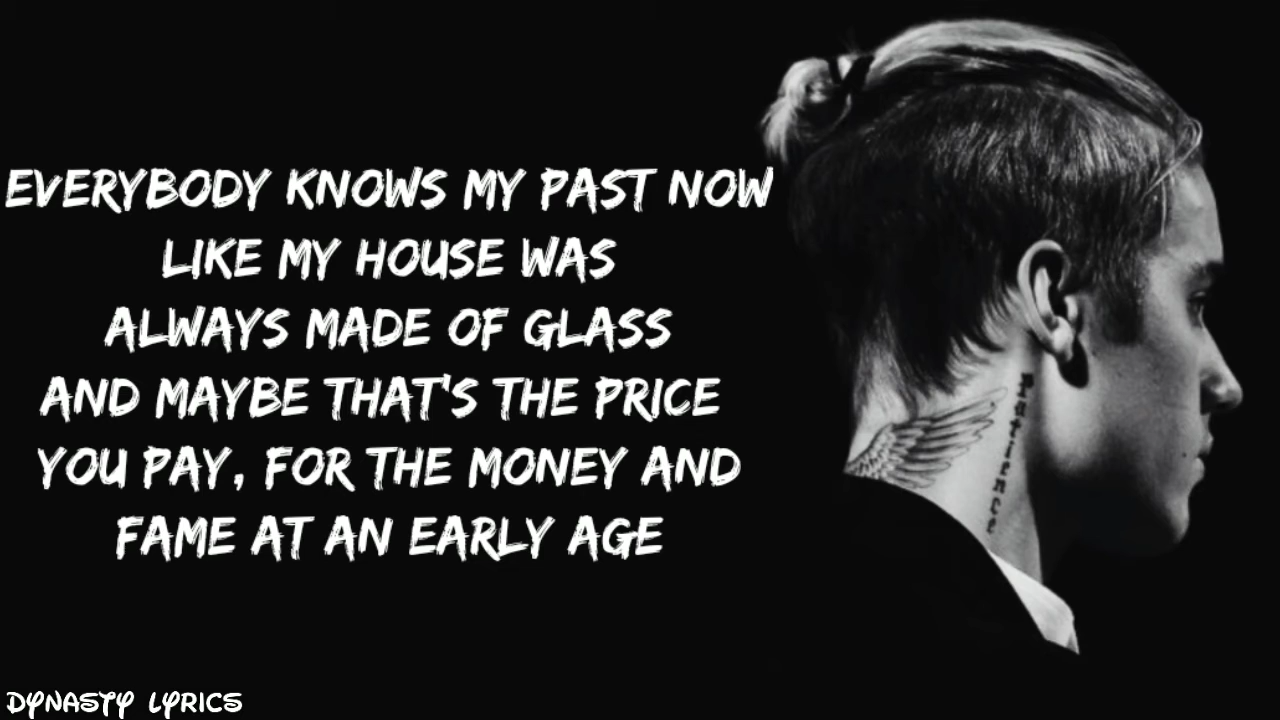 EVERYBODY KNOWS MY PAST NOW
LIKE MY HOUSE WAS
ALWAYS MADE OF GLASS
AND MAYBE THAT'S THE PRICE
YOU PAY, FOR THE MONEY AND
FAME AT AN EARLY AGE
Patience
DYNASTY LYRICS